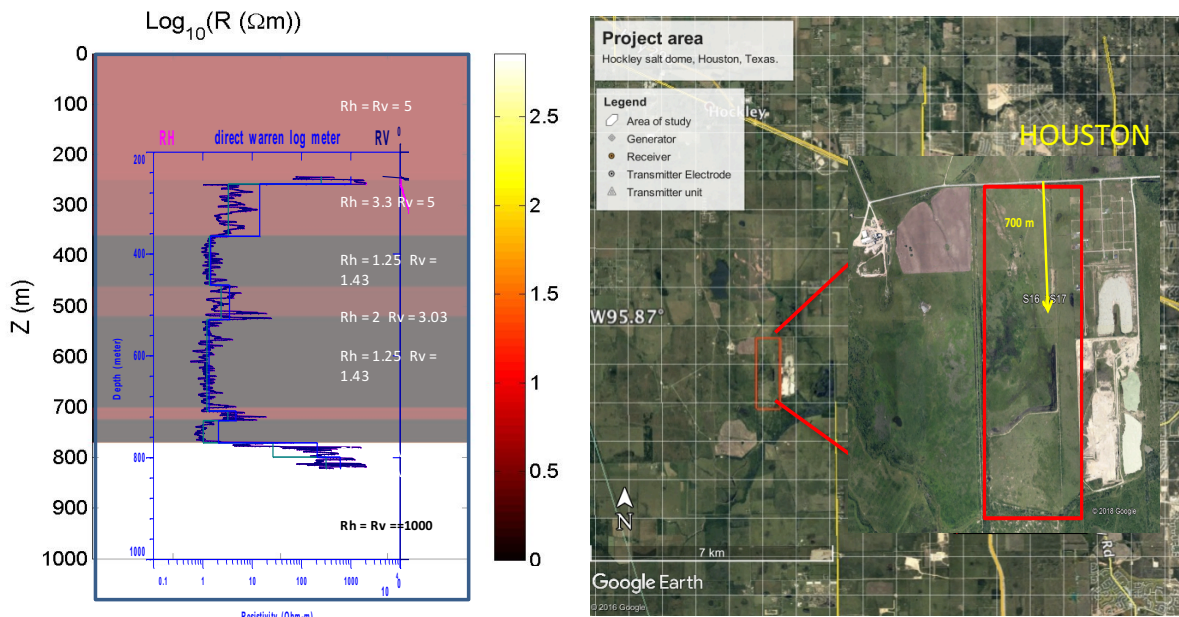 Log10(R (Ωm))
0
100
200
300
400
500
600
700
800
900
1000
Z (m)
Rh = Rv = 5
RH
direct warren log meter
RV
0
200
400
600
800
1000
Depth (meter)
Rh = 3.3 Rv = 5
Rh = 1.25 Rv =
1.43
Rh = 2 Rv = 3.03
Rh = 1.25 Rv =
1.43
Rh = Rv ==1000
0.1
1
10
100
1000
0
10
Resistivity (Ohm-m)
2.5
2
1.5
1
0.5
0
Project area
Hockley salt dome, Houston, Texas.
Legend
Area of study
Generator
Receiver
Transmitter Electrode
Transmitter unit
Hockley
HOUSTON
700 m
S16
S17
W95.87°
© 2018 Google
N
7 km
Rd
Google Earth
© 2016 Google